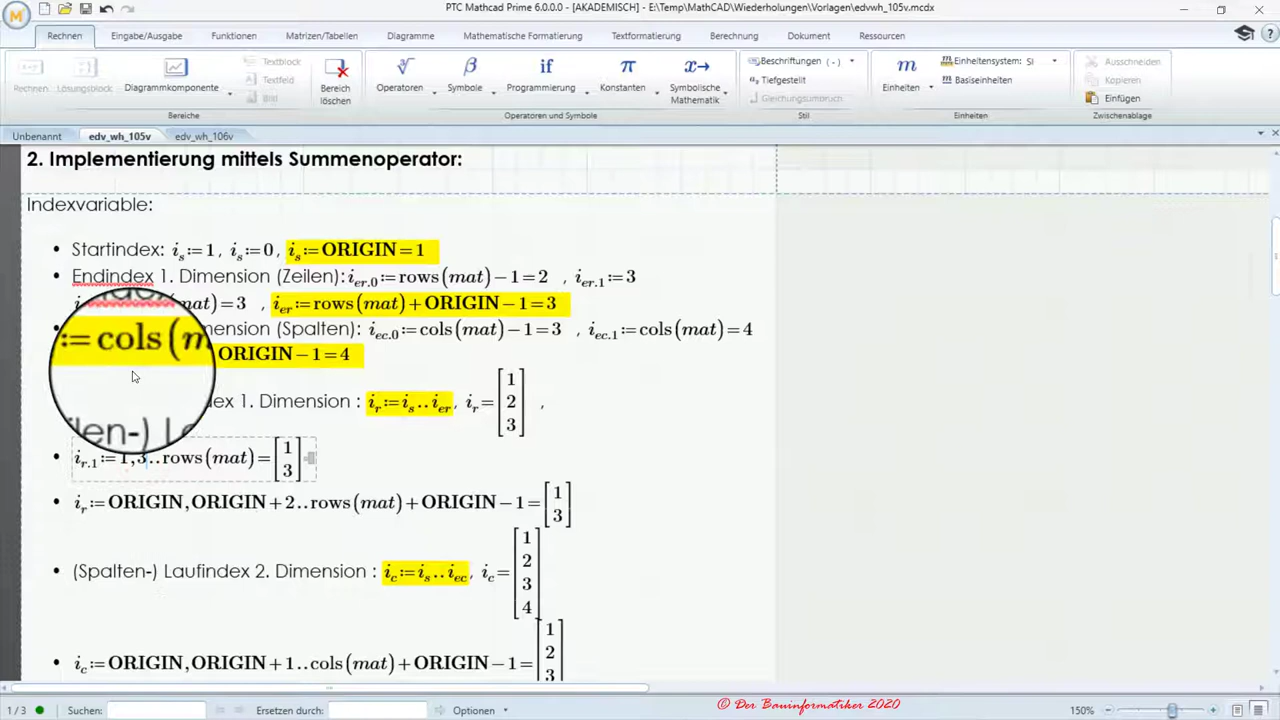 PTC Mathcad Prime 6.0.0.0 - [AKADEMISCH] - E:\Temp\MathCAD\Wiederholungen\Vorlagen\edvwh_105v.mcdx
Rechnen Eingabe/Ausgabe Funktionen Matrizen/Tabellen Diagramme Mathematische Formatierung Textformatierung Berechnung Dokument Ressourcen
Rechnen Lösungsblock Diagrammkomponente Textblock Textfeld Bild Bereich löschen Operatoren Symbole Programmierung Konstanten Symbolische Mathematik Beschriftungen ( - ) Tiefgestellt Gleichungsumbruch Einheiten Einheitensystem: SI Basiseinheiten Ausschneiden Kopieren Einfügen
Bereiche Operatoren und Symbole Stil Einheiten Zwischenablage
Unbenannt edv_wh_105v edv_wh_106v
2. Implementierung mittels Summenoperator:
Indexvariable:
• Startindex: i_s:=1 , i_s:=0, i_s:=ORIGIN=1
• Endindex 1. Dimension (Zeilen): i_er.0:=rows(mat)−1=2 , i_er.1:=3
mat)=3 , i_er:=rows(mat)+ORIGIN−1=3
mension (Spalten): i_ec.0:=cols(mat)−1=3 , i_ec.1:=cols(mat)=4
:=cols(m
ORIGIN−1=4
dex 1. Dimension : i_r:=i_s..i_er, i_r=[1 2 3] ,
ilen-) L
• i_r.1:=1,3..rows(mat)=[1 3]
• i_r:=ORIGIN,ORIGIN+2..rows(mat)+ORIGIN−1=[1 3]
• (Spalten-) Laufindex 2. Dimension : i_c:=i_s..i_ec, i_c=[1 2 3 4]
• i_c:=ORIGIN,ORIGIN+1..cols(mat)+ORIGIN−1=[1 2 3
1 / 3 Suchen: Ersetzen durch: Optionen © Der Bauinformatiker 2020 150%